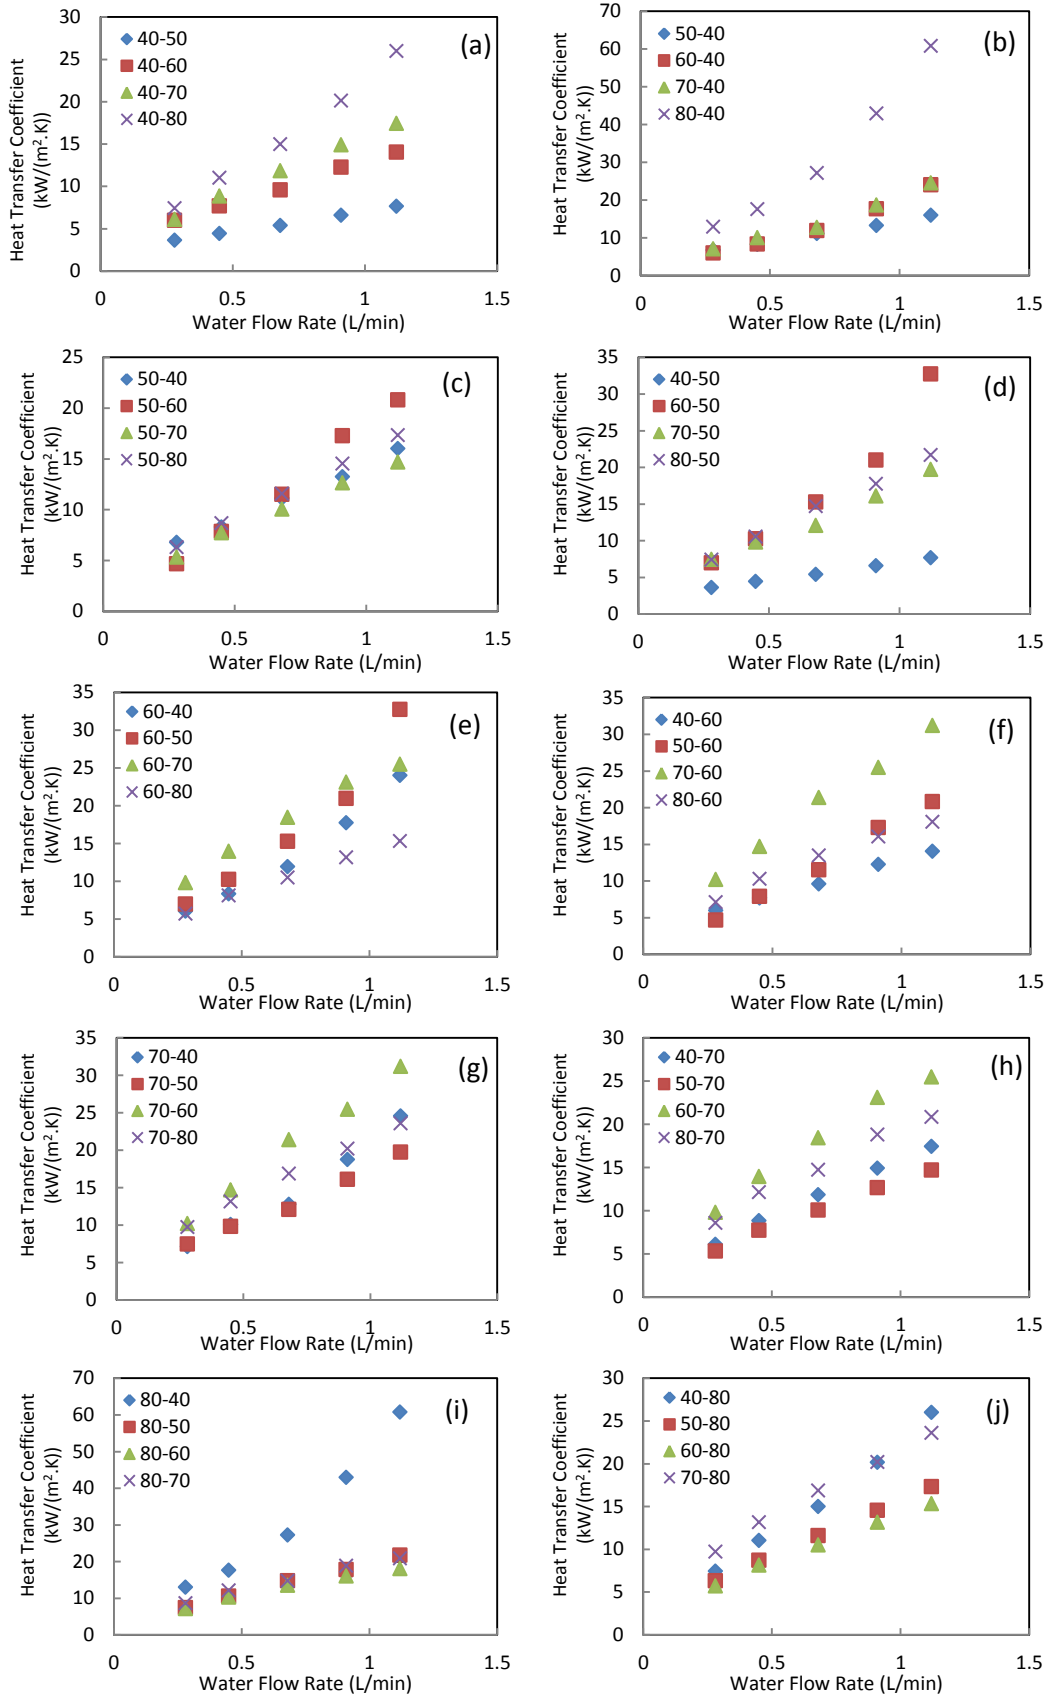 (a)
Heat Transfer Coefficient
(kW/(m².K))
30
25
20
15
10
5
0
40-50
40-60
40-70
40-80
0 0.5 1 1.5
Water Flow Rate (L/min)
(b)
Heat Transfer Coefficient
(kW/(m².K))
70
60
50
40
30
20
10
0
50-40
60-40
70-40
80-40
0 0.5 1 1.5
Water Flow Rate (L/min)
(c)
Heat Transfer Coefficient
(kW/(m².K))
25
20
15
10
5
0
50-40
50-60
50-70
50-80
0 0.5 1 1.5
Water Flow Rate (L/min)
(d)
Heat Transfer Coefficient
(kW/(m².K))
35
30
25
20
15
10
5
0
40-50
60-50
70-50
80-50
0 0.5 1 1.5
Water Flow Rate (L/min)
(e)
Heat Transfer Coefficient
(kW/(m².K))
35
30
25
20
15
10
5
0
60-40
60-50
60-70
60-80
0 0.5 1 1.5
Water Flow Rate (L/min)
(f)
Heat Transfer Coefficient
(kW/(m².K))
35
30
25
20
15
10
5
0
40-60
50-60
70-60
80-60
0 0.5 1 1.5
Water Flow Rate (L/min)
(g)
Heat Transfer Coefficient
(kW/(m².K))
35
30
25
20
15
10
5
0
70-40
70-50
70-60
70-80
0 0.5 1 1.5
Water Flow Rate (L/min)
(h)
Heat Transfer Coefficient
(kW/(m².K))
30
25
20
15
10
5
0
40-70
50-70
60-70
80-70
0 0.5 1 1.5
Water Flow Rate (L/min)
(i)
Heat Transfer Coefficient
(kW/(m².K))
70
60
50
40
30
20
10
0
80-40
80-50
80-60
80-70
0 0.5 1 1.5
Water Flow Rate (L/min)
(j)
Heat Transfer Coefficient
(kW/(m².K))
30
25
20
15
10
5
0
40-80
50-80
60-80
70-80
0 0.5 1 1.5
Water Flow Rate (L/min)